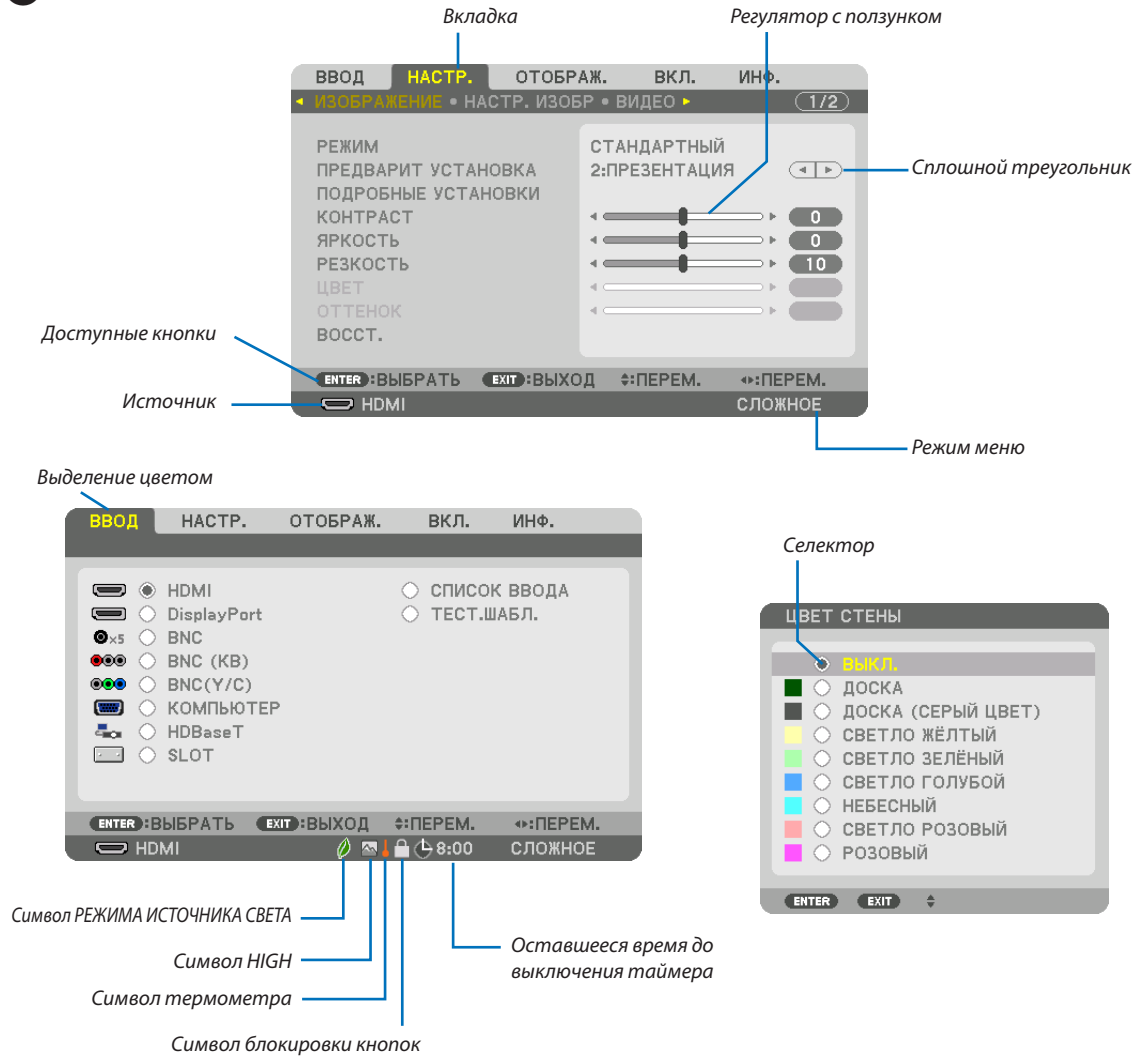 Вкладка
Регулятор с ползунком
ВВОД НАСТР. ОТОБРАЖ. ВКЛ. ИНФ.
ИЗОБРАЖЕНИЕ • НАСТР. ИЗОБР • ВИДЕО 1/2
РЕЖИМ СТАНДАРТНЫЙ
ПРЕДВАРИТ УСТАНОВКА 2:ПРЕЗЕНТАЦИЯ
Сплошной треугольник
ПОДРОБНЫЕ УСТАНОВКИ
КОНТРАСТ 0
ЯРКОСТЬ 0
РЕЗКОСТЬ 10
ЦВЕТ
ОТТЕНОК
ВОССТ.
Доступные кнопки
ENTER :ВЫБРАТЬ EXIT :ВЫХОД :ПЕРЕМ. :ПЕРЕМ.
Источник
HDMI СЛОЖНОЕ
Режим меню
Выделение цветом
ВВОД НАСТР. ОТОБРАЖ. ВКЛ. ИНФ.
HDMI СПИСОК ВВОДА
DisplayPort ТЕСТ.ШАБЛ.
x5 BNC
BNC (КВ)
BNC(Y/C)
КОМПЬЮТЕР
HDBaseT
SLOT
ENTER :ВЫБРАТЬ EXIT :ВЫХОД :ПЕРЕМ. :ПЕРЕМ.
HDMI 8:00 СЛОЖНОЕ
Символ РЕЖИМА ИСТОЧНИКА СВЕТА
Символ HIGH
Символ термометра
Символ блокировки кнопок
Оставшееся время до
выключения таймера
Селектор
ЦВЕТ СТЕНЫ
ВЫКЛ.
ДОСКА
ДОСКА (СЕРЫЙ ЦВЕТ)
СВЕТЛО ЖЁЛТЫЙ
СВЕТЛО ЗЕЛЁНЫЙ
СВЕТЛО ГОЛУБОЙ
НЕБЕСНЫЙ
СВЕТЛО РОЗОВЫЙ
РОЗОВЫЙ
ENTER EXIT